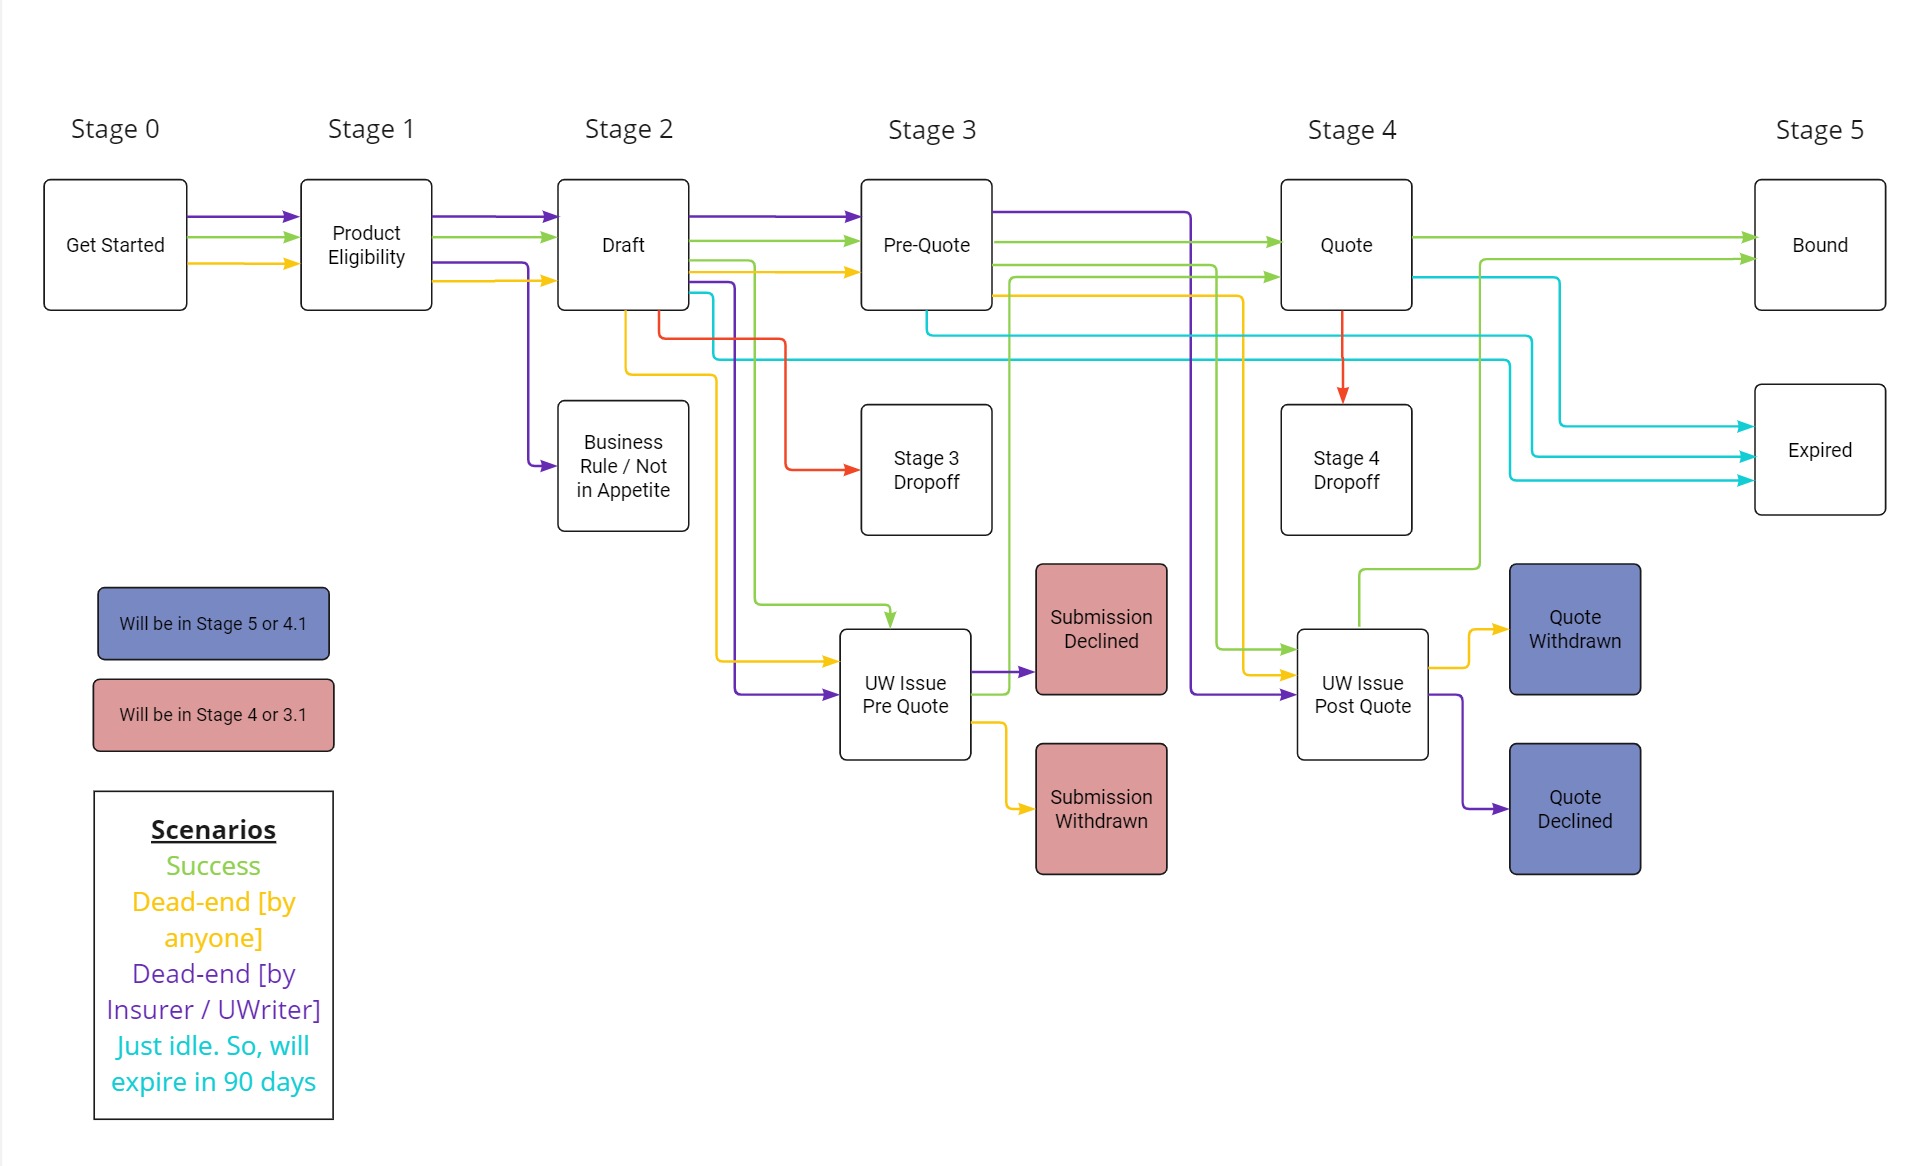 Stage 0
Stage 1
Stage 2
Stage 3
Stage 4
Stage 5
Get Started
Product
Eligibility
Draft
Pre-Quote
Quote
Bound
Business
Rule / Not
in Appetite
Stage 3
Dropoff
Stage 4
Dropoff
Expired
Will be in Stage 5 or 4.1
Will be in Stage 4 or 3.1
UW Issue
Pre Quote
Submission
Declined
Submission
Withdrawn
UW Issue
Post Quote
Quote
Withdrawn
Quote
Declined
Scenarios
Success
Dead-end [by
anyone]
Dead-end [by
Insurer / UWriter]
Just idle. So, will
expire in 90 days